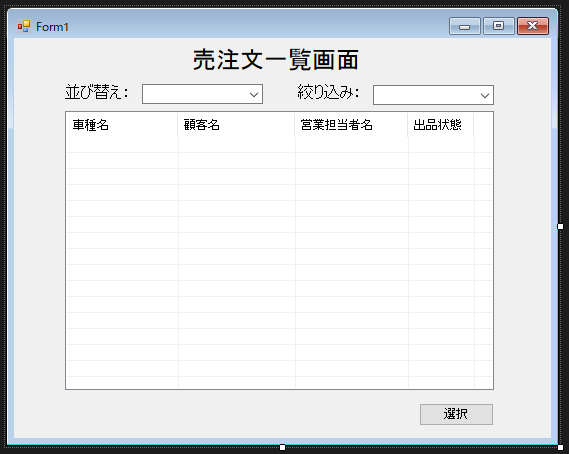 Form1
売注文一覧画面
並び替え： 絞り込み：
車種名 顧客名 営業担当者名 出品状態
選択